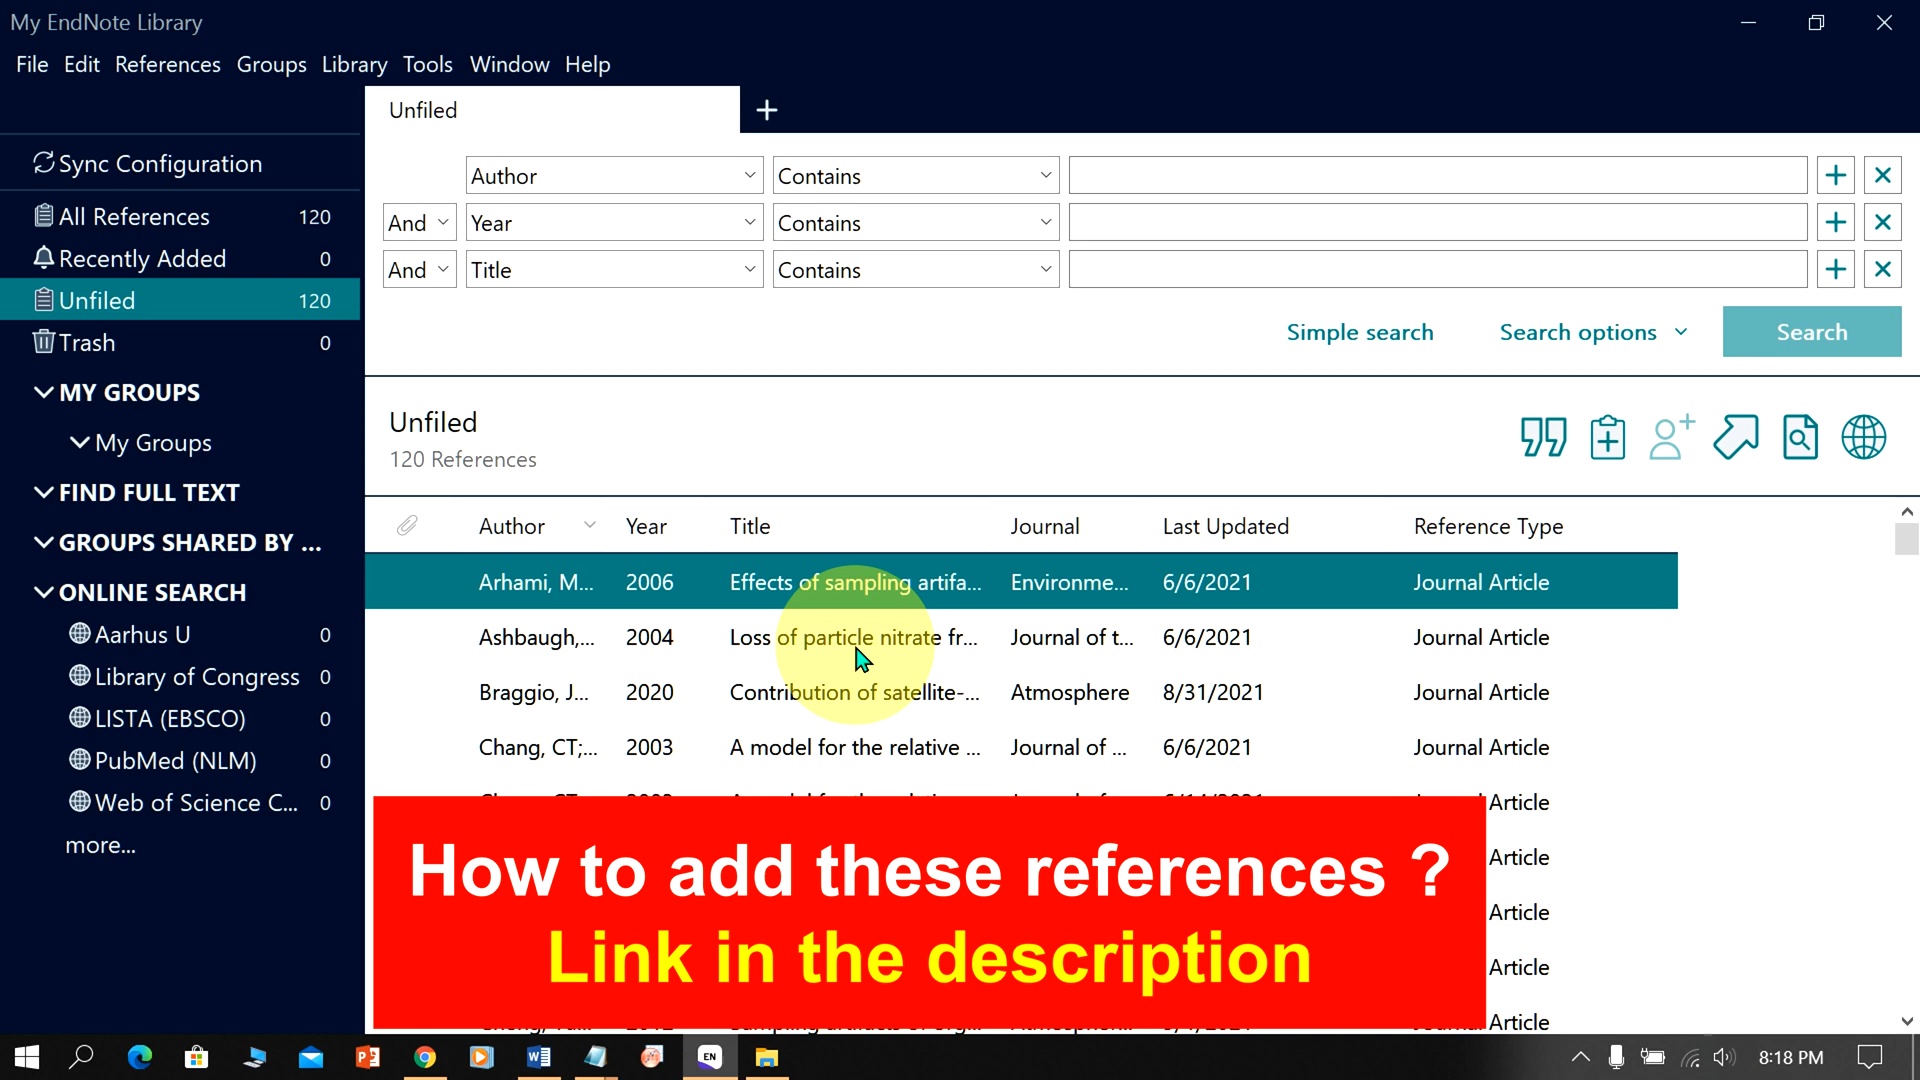 My EndNote Library
File Edit References Groups Library Tools Window Help
Unfiled
Sync Configuration
All References 120
Recently Added 0
Unfiled 120
Trash 0
MY GROUPS
My Groups
FIND FULL TEXT
GROUPS SHARED BY ...
ONLINE SEARCH
Aarhus U 0
Library of Congress 0
LISTA (EBSCO) 0
PubMed (NLM) 0
Web of Science C... 0
more...
Author Contains
And Year Contains
And Title Contains
Simple search Search options Search
Unfiled
120 References
Author Year Title Journal Last Updated Reference Type
Arhami, M... 2006 Effects of sampling artifa... Environme... 6/6/2021 Journal Article
Ashbaugh,... 2004 Loss of particle nitrate fr... Journal of t... 6/6/2021 Journal Article
Braggio, J... 2020 Contribution of satellite-... Atmosphere 8/31/2021 Journal Article
Chang, CT;... 2003 A model for the relative ... Journal of ... 6/6/2021 Journal Article
Article
Article
Article
Article
Article
How to add these references ?
Link in the description
EN
8:18 PM